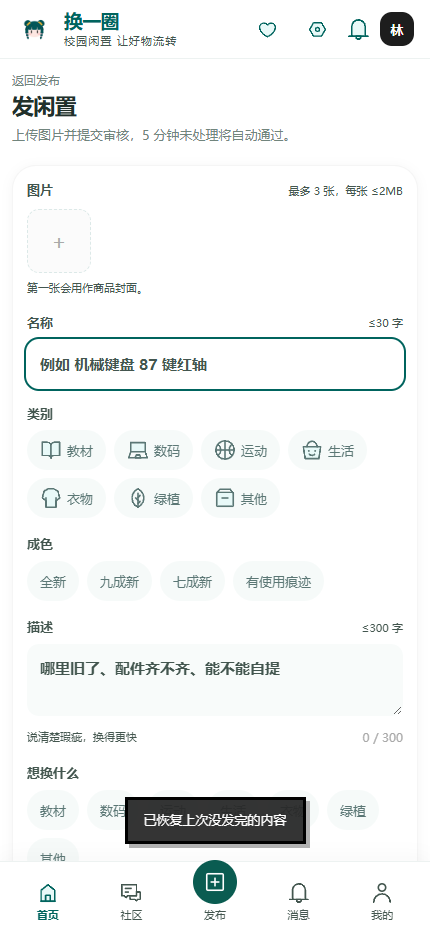 换一圈
校园闲置 让好物流转
林
返回发布
发闲置
上传图片并提交审核，5 分钟未处理将自动通过。
图片 最多 3 张，每张 ≤2MB
+
第一张会用作商品封面。
名称 ≤30 字
例如 机械键盘 87 键红轴
类别
教材 数码 运动 生活
衣物 绿植 其他
成色
全新 九成新 七成新 有使用痕迹
描述 ≤300 字
哪里旧了、配件齐不齐、能不能自提
说清楚瑕疵，换得更快 0 / 300
想换什么
教材 数码 绿植
已恢复上次没发完的内容
其他
首页 社区 发布 消息 我的